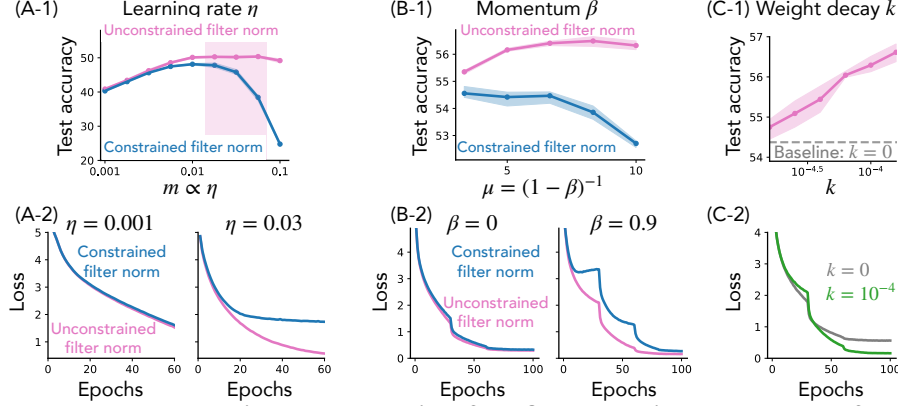 (A-1) Learning rate η
Unconstrained filter norm
Test accuracy
50
40
30
20
Constrained filter norm
0.001 0.01 0.1
m ∝ η
(B-1) Momentum β
Unconstrained filter norm
Test accuracy
56
55
54
53
Constrained filter norm
5 10
μ = (1 − β)⁻¹
(C-1) Weight decay k
Test accuracy
57
56
55
54
Baseline: k = 0
10⁻⁴·⁵ 10⁻⁴
k
(A-2) η = 0.001 η = 0.03
Loss
5
4
3
2
1
Constrained
filter norm
Unconstrained
filter norm
0 20 40 60 0 20 40 60
Epochs Epochs
(B-2) β = 0 β = 0.9
Loss
4
3
2
1
0
Constrained
filter norm
Unconstrained
filter norm
0 50 100 0 50 100
Epochs Epochs
(C-2)
Loss
4
3
2
1
0
k = 0
k = 10⁻⁴
0 50 100
Epochs